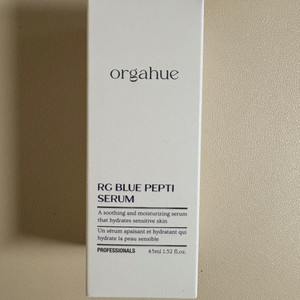 orgahue
RG BLUE PEPTI
SERUM
A soothing and moisturizing serum
that hydrates sensitive skin
Un sérum apaisant et hydratant qui
hydrate la peau sensible
PROFESSIONALS 45ml 1.52 fl.oz.